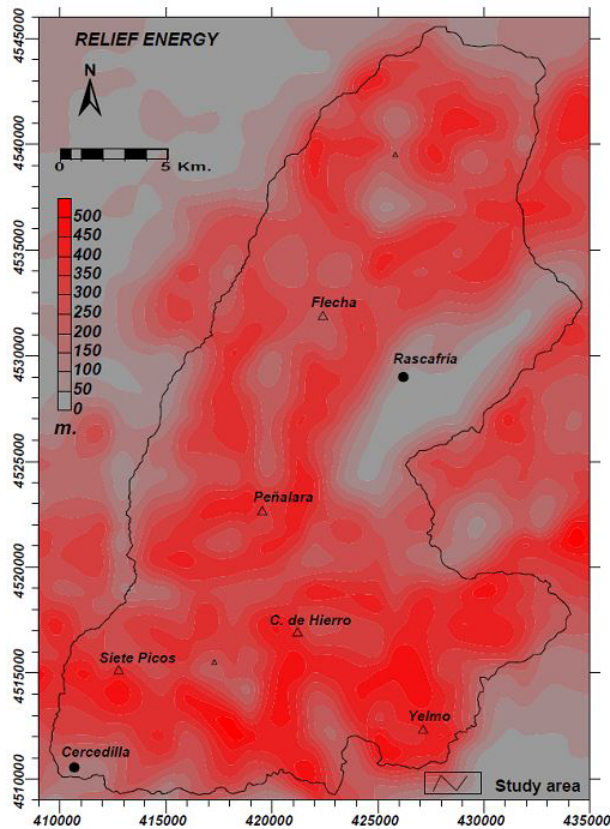 RELIEF ENERGY
N
0 5 Km.
500
450
400
350
300
250
200
150
100
50
0
m.
Flecha
Rascafría
Peñalara
C. de Hierro
Siete Picos
Yelmo
Cercedilla
Study area
4545000
4540000
4535000
4530000
4525000
4520000
4515000
4510000
410000 415000 420000 425000 430000 435000